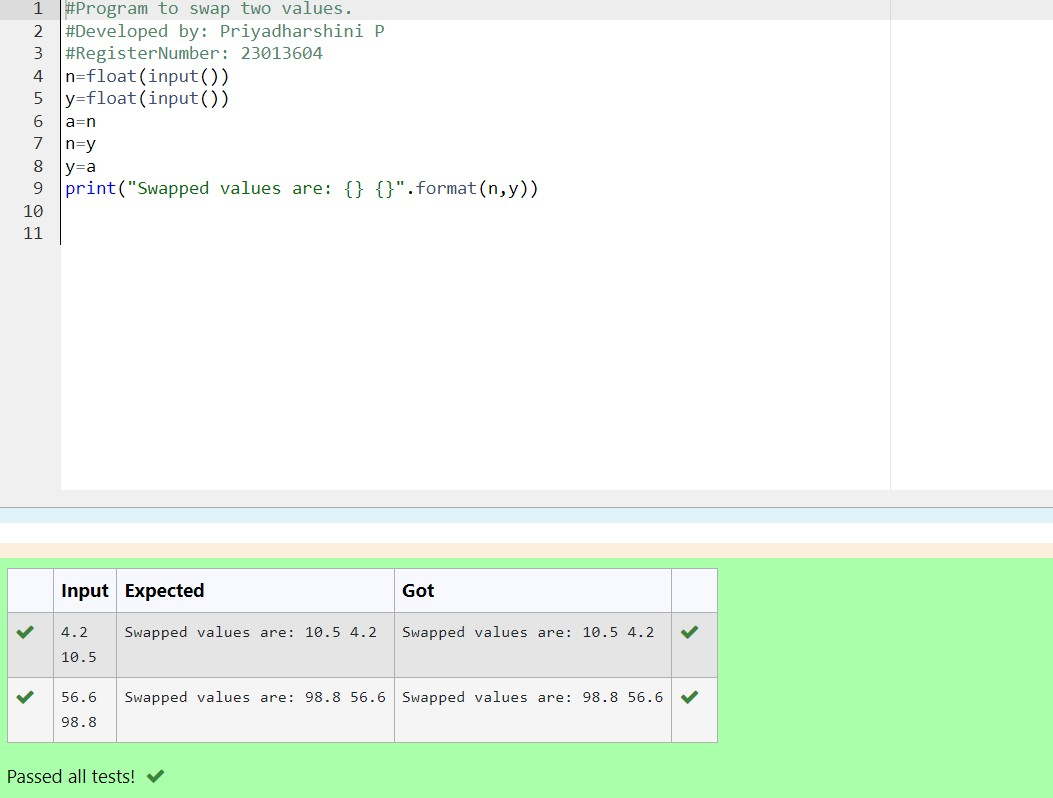 1 #Program to swap two values.
2 #Developed by: Priyadharshini P
3 #RegisterNumber: 23013604
4 n=float(input())
5 y=float(input())
6 a=n
7 n=y
8 y=a
9 print("Swapped values are: {} {}".format(n,y))
10
11
Input Expected Got
4.2 Swapped values are: 10.5 4.2 Swapped values are: 10.5 4.2
10.5
56.6 Swapped values are: 98.8 56.6 Swapped values are: 98.8 56.6
98.8
Passed all tests!